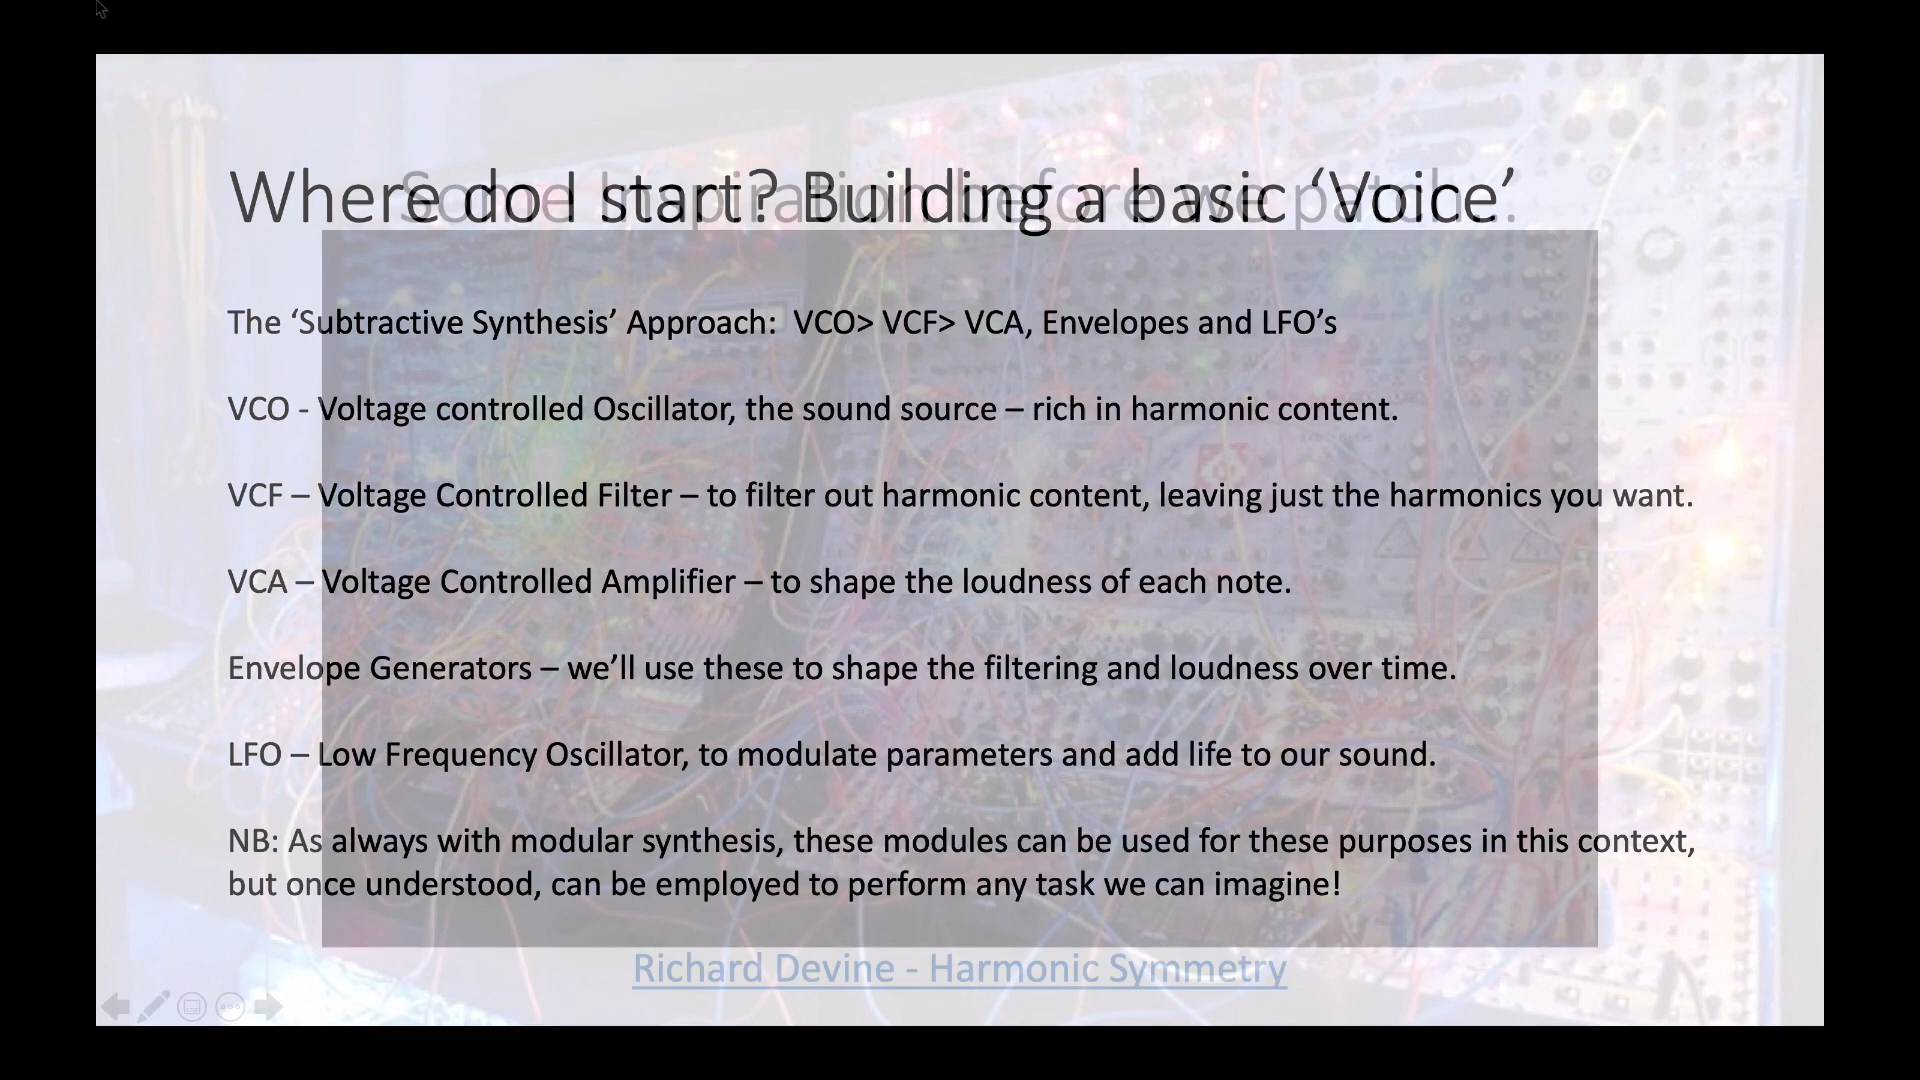 Where do I start? Building a basic ‘Voice’
Some Inspiration before we patch...
The ‘Subtractive Synthesis’ Approach:  VCO> VCF> VCA, Envelopes and LFO’s
VCO - Voltage controlled Oscillator, the sound source – rich in harmonic content.
VCF – Voltage Controlled Filter – to filter out harmonic content, leaving just the harmonics you want.
VCA – Voltage Controlled Amplifier – to shape the loudness of each note.
Envelope Generators – we’ll use these to shape the filtering and loudness over time.
LFO – Low Frequency Oscillator, to modulate parameters and add life to our sound.
NB: As always with modular synthesis, these modules can be used for these purposes in this context,
but once understood, can be employed to perform any task we can imagine!
Richard Devine - Harmonic Symmetry